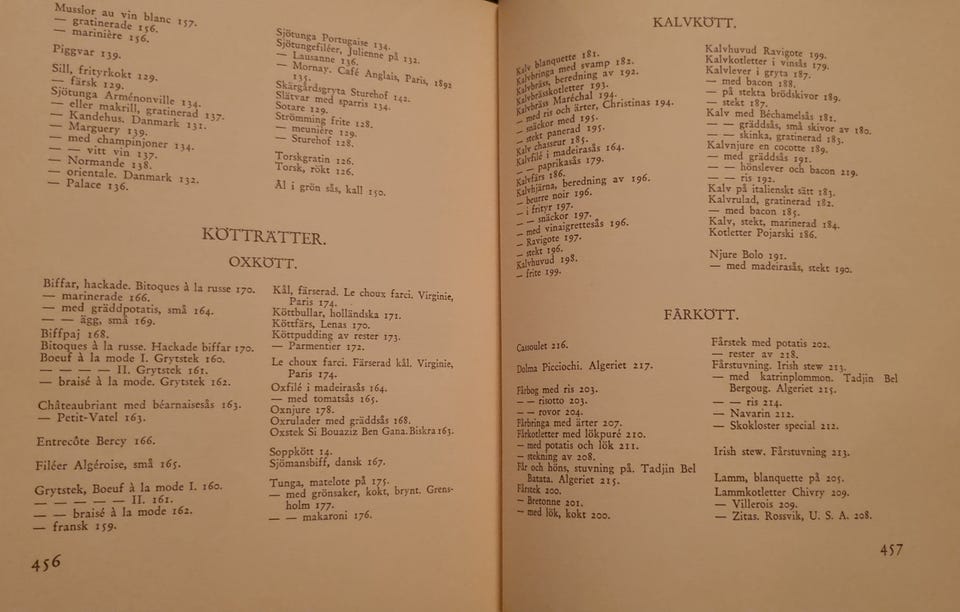 Musslor au vin blanc 157.
— gratinerade 156.
— marinière 156.
Piggvar 139.
Sill, frityrkokt 129.
— färsk 129.
Sjötunga Arménonville 134.
— eller makrill, gratinerad 137.
— Kandehus. Danmark 131.
— Marguery 139.
— med champinjoner 134.
— — vitt vin 137.
— Normande 138.
— orientale. Danmark 132.
— Palace 136.
Sjötunga Portugaise 134.
Sjötungefiléer, Julienne på 132.
— Lausanne 136.
— Mornay. Café Anglais, Paris, 1892
135.
Skärgårdsgryta Sturehof 142.
Slätvar med sparris 134.
Sotare 129.
Strömming frite 128.
— meunière 129.
— Sturehof 128.
Torskgratin 126.
Torsk, rökt 126.
Ål i grön sås, kall 150.
KÖTTRÄTTER.
OXKÖTT.
Biffar, hackade. Bitoques à la russe 170.
— marinerade 166.
— med gräddpotatis, små 164.
— — ägg, små 169.
Biffpaj 168.
Bitoques à la russe. Hackade biffar 170.
Boeuf à la mode I. Grytstek 160.
— — — — II. Grytstek 161.
— braisé à la mode. Grytstek 162.
Châteaubriant med béarnaisesås 163.
— Petit-Vatel 163.
Entrecôte Bercy 166.
Filéer Algéroise, små 165.
Grytstek, Boeuf à la mode I. 160.
— — — — — II. 161.
— — braisé à la mode 162.
— fransk 159.
Kål, färserad. Le choux farci. Virginie,
Paris 174.
Köttbullar, holländska 171.
Köttfärs, Lenas 170.
Köttpudding av rester 173.
— Parmentier 172.
Le choux farci. Färserad kål. Virginie,
Paris 174.
Oxfilé i madeirasås 164.
— med tomatsås 165.
Oxnjure 178.
Oxrulader med gräddsås 168.
Oxstek Si Bouaziz Ben Gana. Biskra 163.
Soppkött 14.
Sjömansbiff, dansk 167.
Tunga, matelote på 175.
— med grönsaker, kokt, brynt. Grens-
holm 177.
— — makaroni 176.
456
KALVKÖTT.
Kalv blanquette 181.
Kalvbringa med svamp 182.
Kalvbräss, beredning av 192.
Kalvbrässkotletter 193.
Kalvbräss Maréchal 194.
— med ris och ärter, Christinas 194.
— snäckor med 195.
— stekt panerad 195.
Kalv chasseur 185.
Kalvfilé i madeirasås 164.
— — paprikasås 179.
Kalvfärs 186.
Kalvhjärna, beredning av 196.
— beurre noir 196.
— i frityr 197.
— — snäckor 197.
— med vinaigrettesås 196.
— Ravigote 197.
— stekt 196.
Kalvhuvud 198.
— frite 199.
Kalvhuvud Ravigote 199.
Kalvkotletter i vinsås 179.
Kalvlever i gryta 187.
— med bacon 188.
— på stekta brödskivor 189.
— stekt 187.
Kalv med Béchamelsås 181.
— — gräddsås, små skivor av 180.
— — skinka, gratinerad 183.
Kalvnjure en cocotte 189.
— med gräddsås 191.
— — hönslever och bacon 219.
— — ris 192.
Kalv på italienskt sätt 183.
Kalvrulad, gratinerad 182.
— med bacon 185.
Kalv, stekt, marinerad 184.
Kotletter Pojarski 186.
Njure Bolo 191.
— med madeirasås, stekt 190.
FÅRKÖTT.
Cassoulet 216.
Dolma Picciochi. Algeriet 217.
Fårbog med ris 203.
— — risotto 203.
— — rovor 204.
Fårbringa med ärter 207.
Fårkotletter med lökpuré 210.
— med potatis och lök 211.
— stekning av 208.
Får och höns, stuvning på. Tadjin Bel
Batata. Algeriet 215.
Fårstek 200.
— Bretonne 201.
— med lök, kokt 200.
Fårstek med potatis 202.
— rester av 218.
Fårstuvning. Irish stew 213.
— med katrinplommon. Tadjin Bel
Bergoug. Algeriet 215.
— — ris 214.
— Navarin 212.
— Skokloster special 212.
Irish stew. Fårstuvning 213.
Lamm, blanquette på 205.
Lammkotletter Chivry 209.
— Villerois 209.
— Zitas. Rossvik, U. S. A. 208.
457